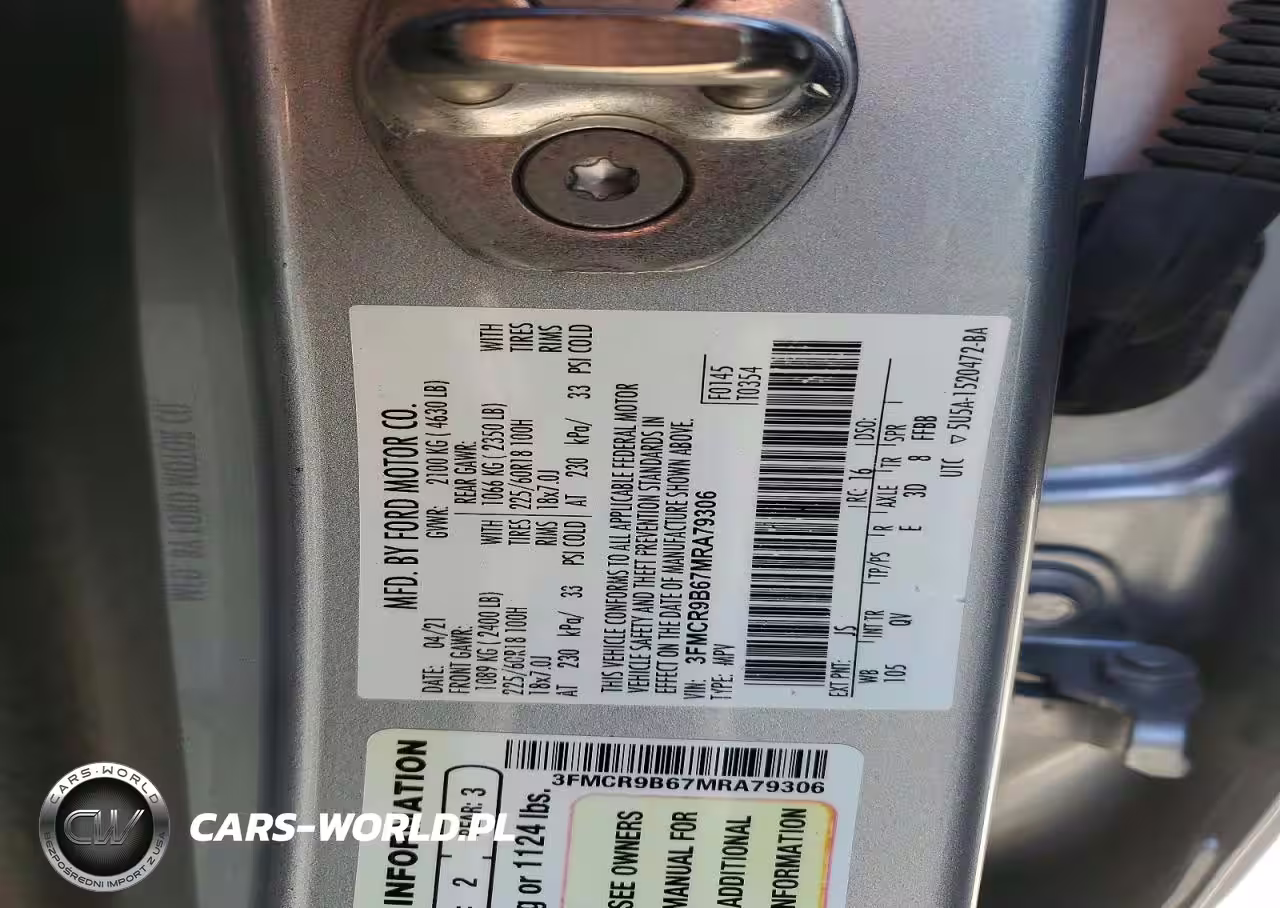 MFD. BY FORD MOTOR CO.
DATE: 04/21 GVWR: 2100 KG ( 4630 LB)
FRONT GAWR: REAR GAWR:
1089 KG ( 2400 LB) WITH 1066 KG ( 2350 LB) WITH
225/60R18 100H TIRES 225/60R18 100H TIRES
18x7.0J RIMS 18x7.0J RIMS
AT 230 kPa/ 33 PSI COLD AT 230 kPa/ 33 PSI COLD
THIS VEHICLE CONFORMS TO ALL APPLICABLE FEDERAL MOTOR
VEHICLE SAFETY AND THEFT PREVENTION STANDARDS IN
EFFECT ON THE DATE OF MANUFACTURE SHOWN ABOVE.
VIN: 3FMCR9B67MRA79306 F0145
TYPE: MPV T0354
EXT PNT: JS RC: 16 DSO:
WB INT TR TP/PS R AXLE TR SPR
105 QV E 3D 8 FFBB
UTC ▽ 5U5A-1520472-BA
3FMCR9B67MRA79306
INFORMATION
2 REAR: 3
g or 1124 lbs.
SEE OWNERS
MANUAL FOR
ADDITIONAL
INFORMATION
CARS-WORLD
CW
BEZPOŚREDNI IMPORT Z USA
CARS-WORLD.PL